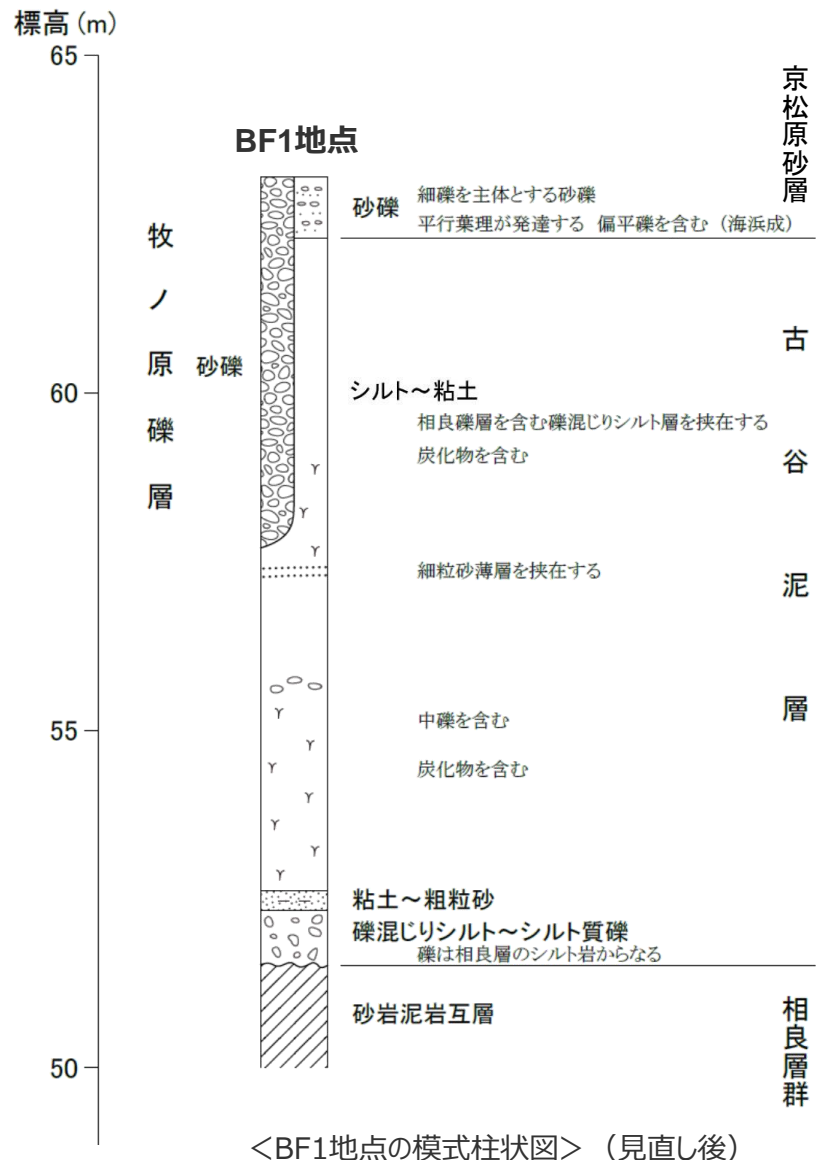 標高(m)
65
60
55
50
BF1地点
牧ノ原礫層
砂礫
砂礫
細礫を主体とする砂礫
平行葉理が発達する 偏平礫を含む（海浜成）
シルト～粘土
相良礫層を含む礫混じりシルト層を挟在する
炭化物を含む
細粒砂薄層を挟在する
中礫を含む
炭化物を含む
粘土～粗粒砂
礫混じりシルト～シルト質礫
礫は相良層のシルト岩からなる
砂岩泥岩互層
京松原砂層
古谷泥層
相良層群
＜BF1地点の模式柱状図＞（見直し後）